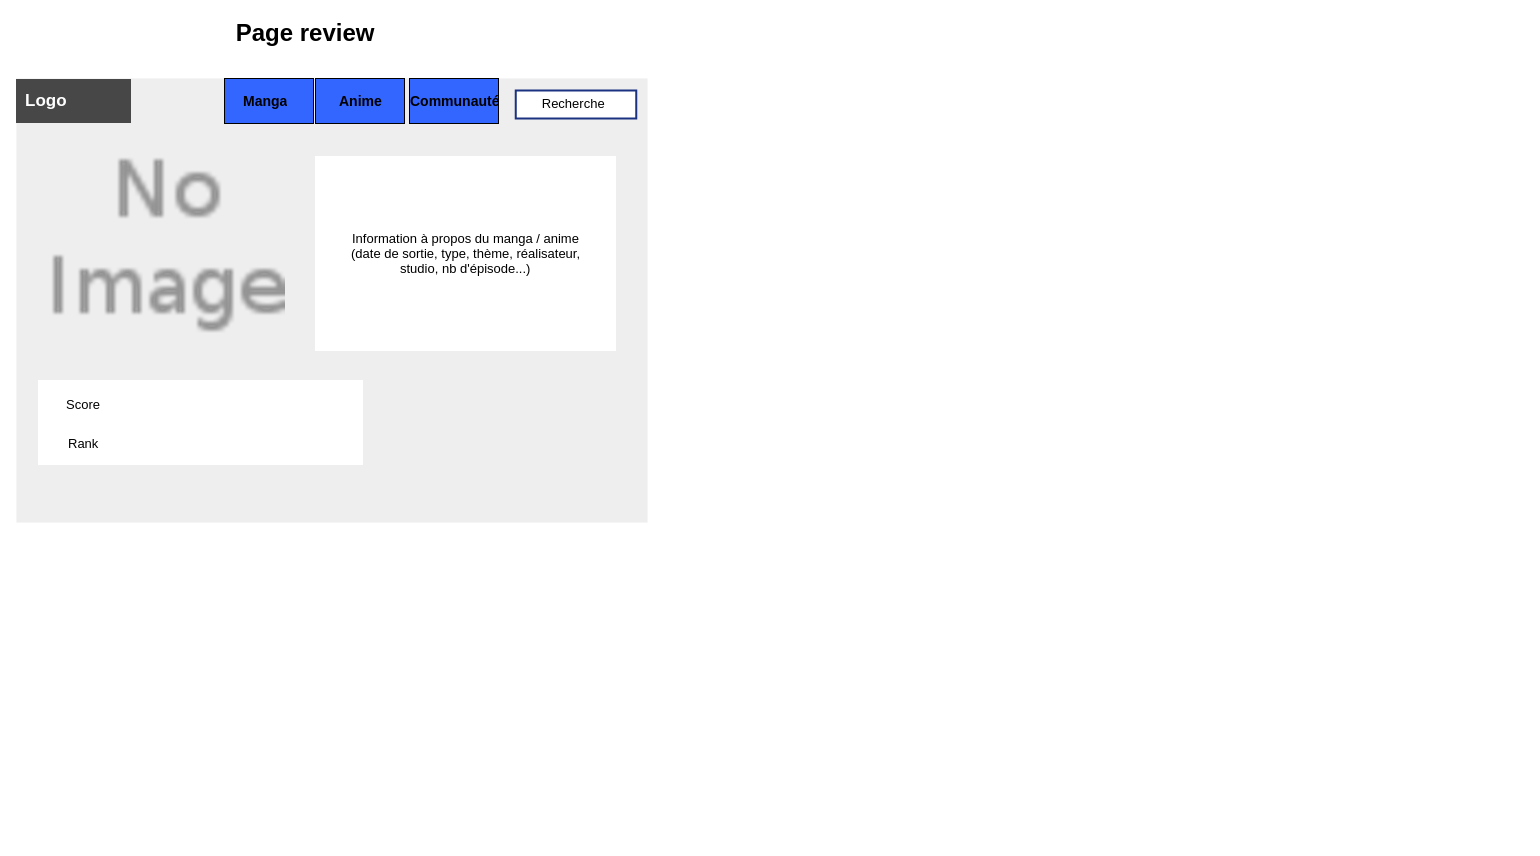 Page review
Logo
Manga
Anime
Communauté
Recherche
No
Image
Information à propos du manga / anime
(date de sortie, type, thème, réalisateur,
studio, nb d'épisode...)
Score
Rank